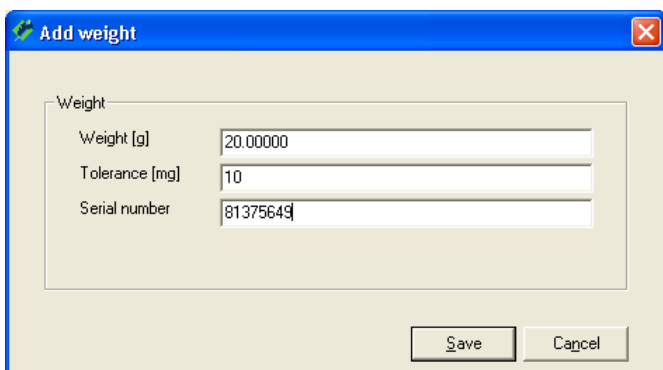 Add weight
Weight
Weight [g] 20.00000
Tolerance [mg] 10
Serial number 81375649
Save Cancel